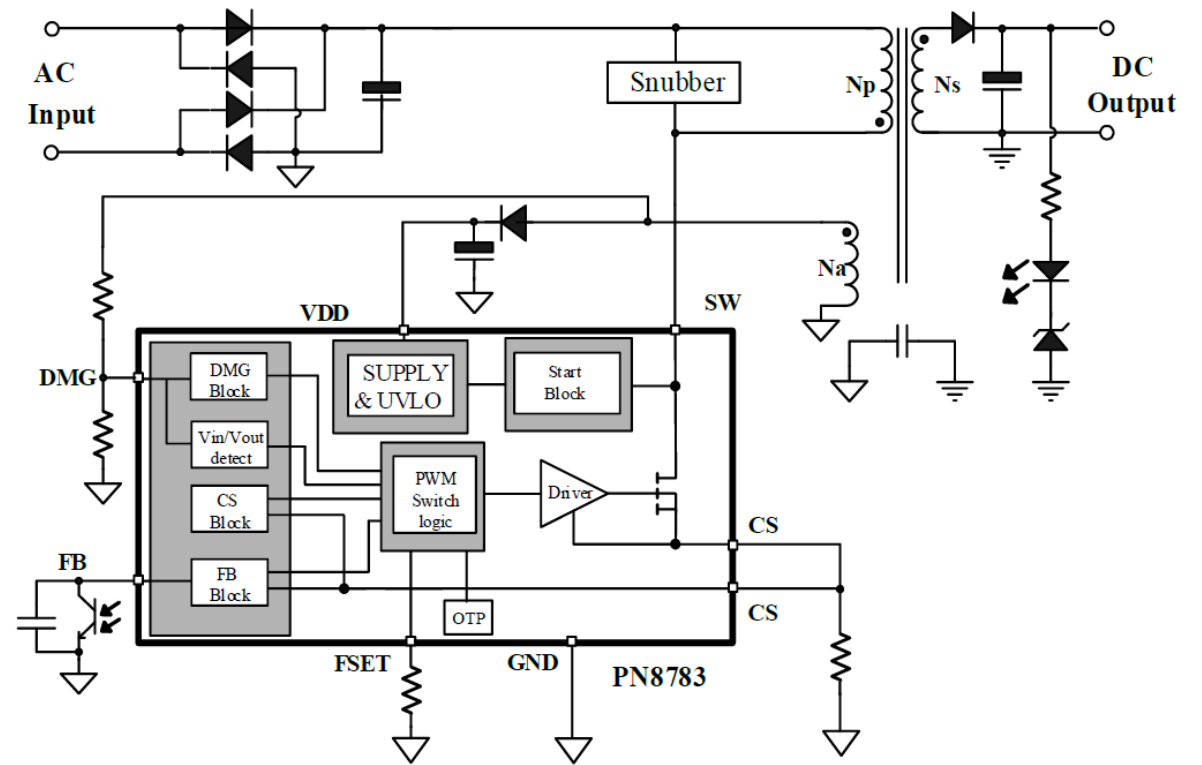 AC
Input
Snubber
Np
Ns
DC
Output
Na
VDD
SW
DMG
DMG
Block
SUPPLY
& UVLO
Start
Block
Vin/Vout
detect
CS
Block
PWM
Switch
logic
Driver
CS
FB
FB
Block
OTP
CS
FSET
GND
PN8783